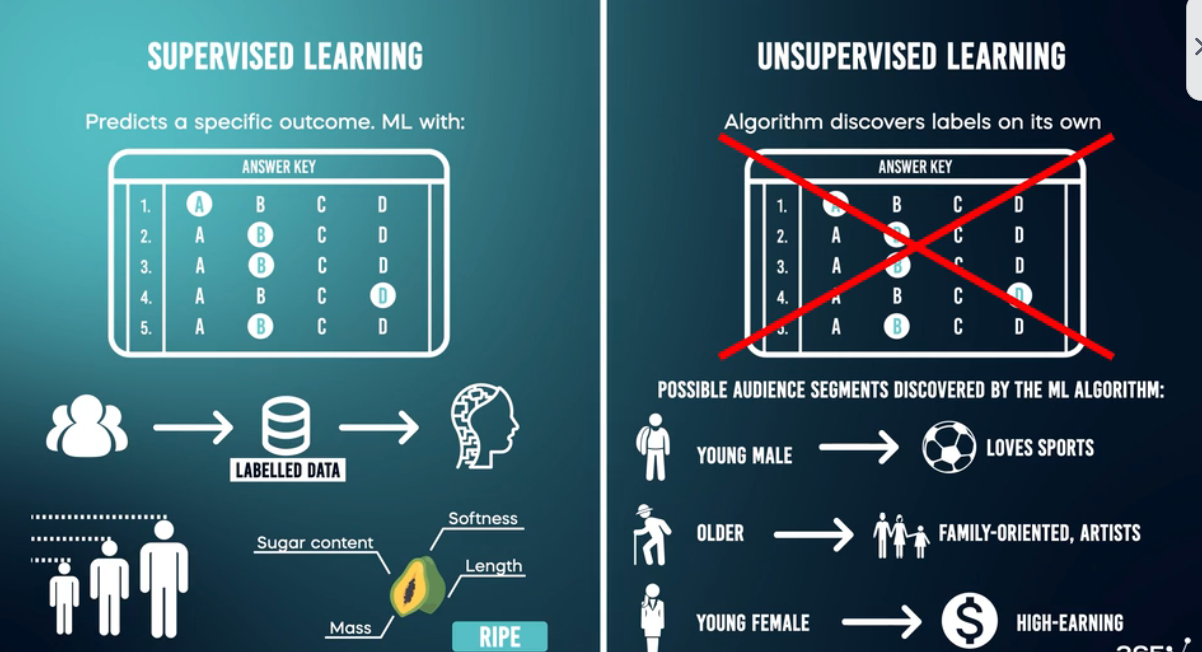 SUPERVISED LEARNING
Predicts a specific outcome. ML with:
ANSWER KEY
1. A B C D
2. A B C D
3. A B C D
4. A B C D
5. A B C D
LABELLED DATA
Softness
Sugar content
Length
Mass
RIPE
UNSUPERVISED LEARNING
Algorithm discovers labels on its own
ANSWER KEY
1. A B C D
2. A B C D
3. A B C D
4. A B C D
5. A B C D
POSSIBLE AUDIENCE SEGMENTS DISCOVERED BY THE ML ALGORITHM:
YOUNG MALE LOVES SPORTS
OLDER FAMILY-ORIENTED, ARTISTS
YOUNG FEMALE $ HIGH-EARNING